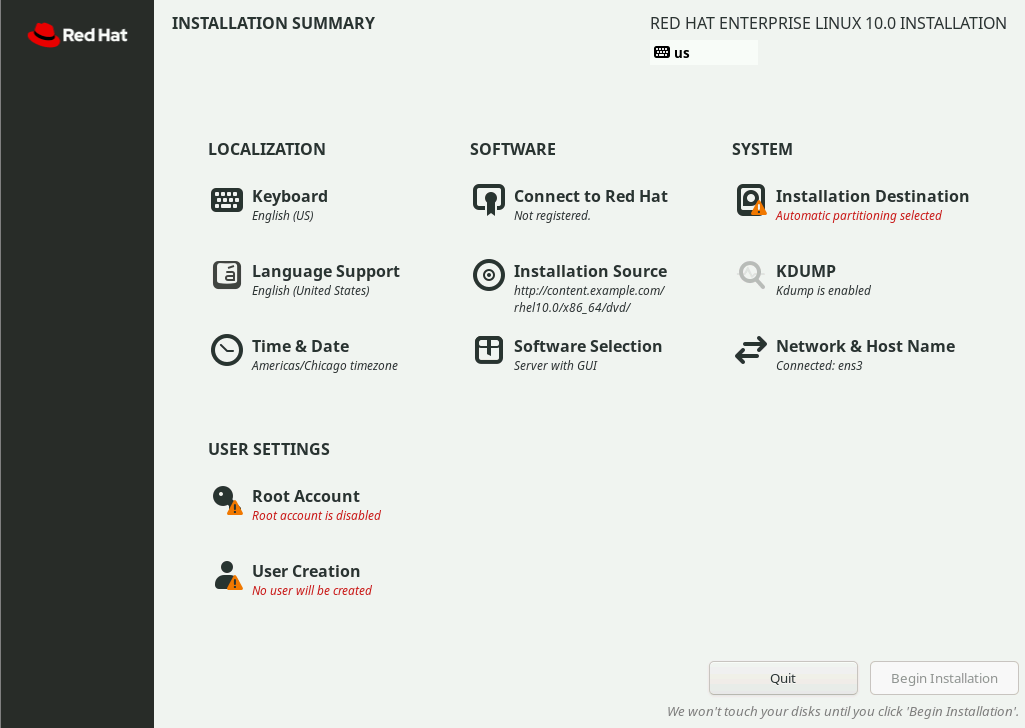 Red Hat
INSTALLATION SUMMARY
RED HAT ENTERPRISE LINUX 10.0 INSTALLATION
us
LOCALIZATION
Keyboard
English (US)
Language Support
English (United States)
Time & Date
Americas/Chicago timezone
SOFTWARE
Connect to Red Hat
Not registered.
Installation Source
http://content.example.com/
rhel10.0/x86_64/dvd/
Software Selection
Server with GUI
SYSTEM
Installation Destination
Automatic partitioning selected
KDUMP
Kdump is enabled
Network & Host Name
Connected: ens3
USER SETTINGS
Root Account
Root account is disabled
User Creation
No user will be created
Quit
Begin Installation
We won't touch your disks until you click 'Begin Installation'.